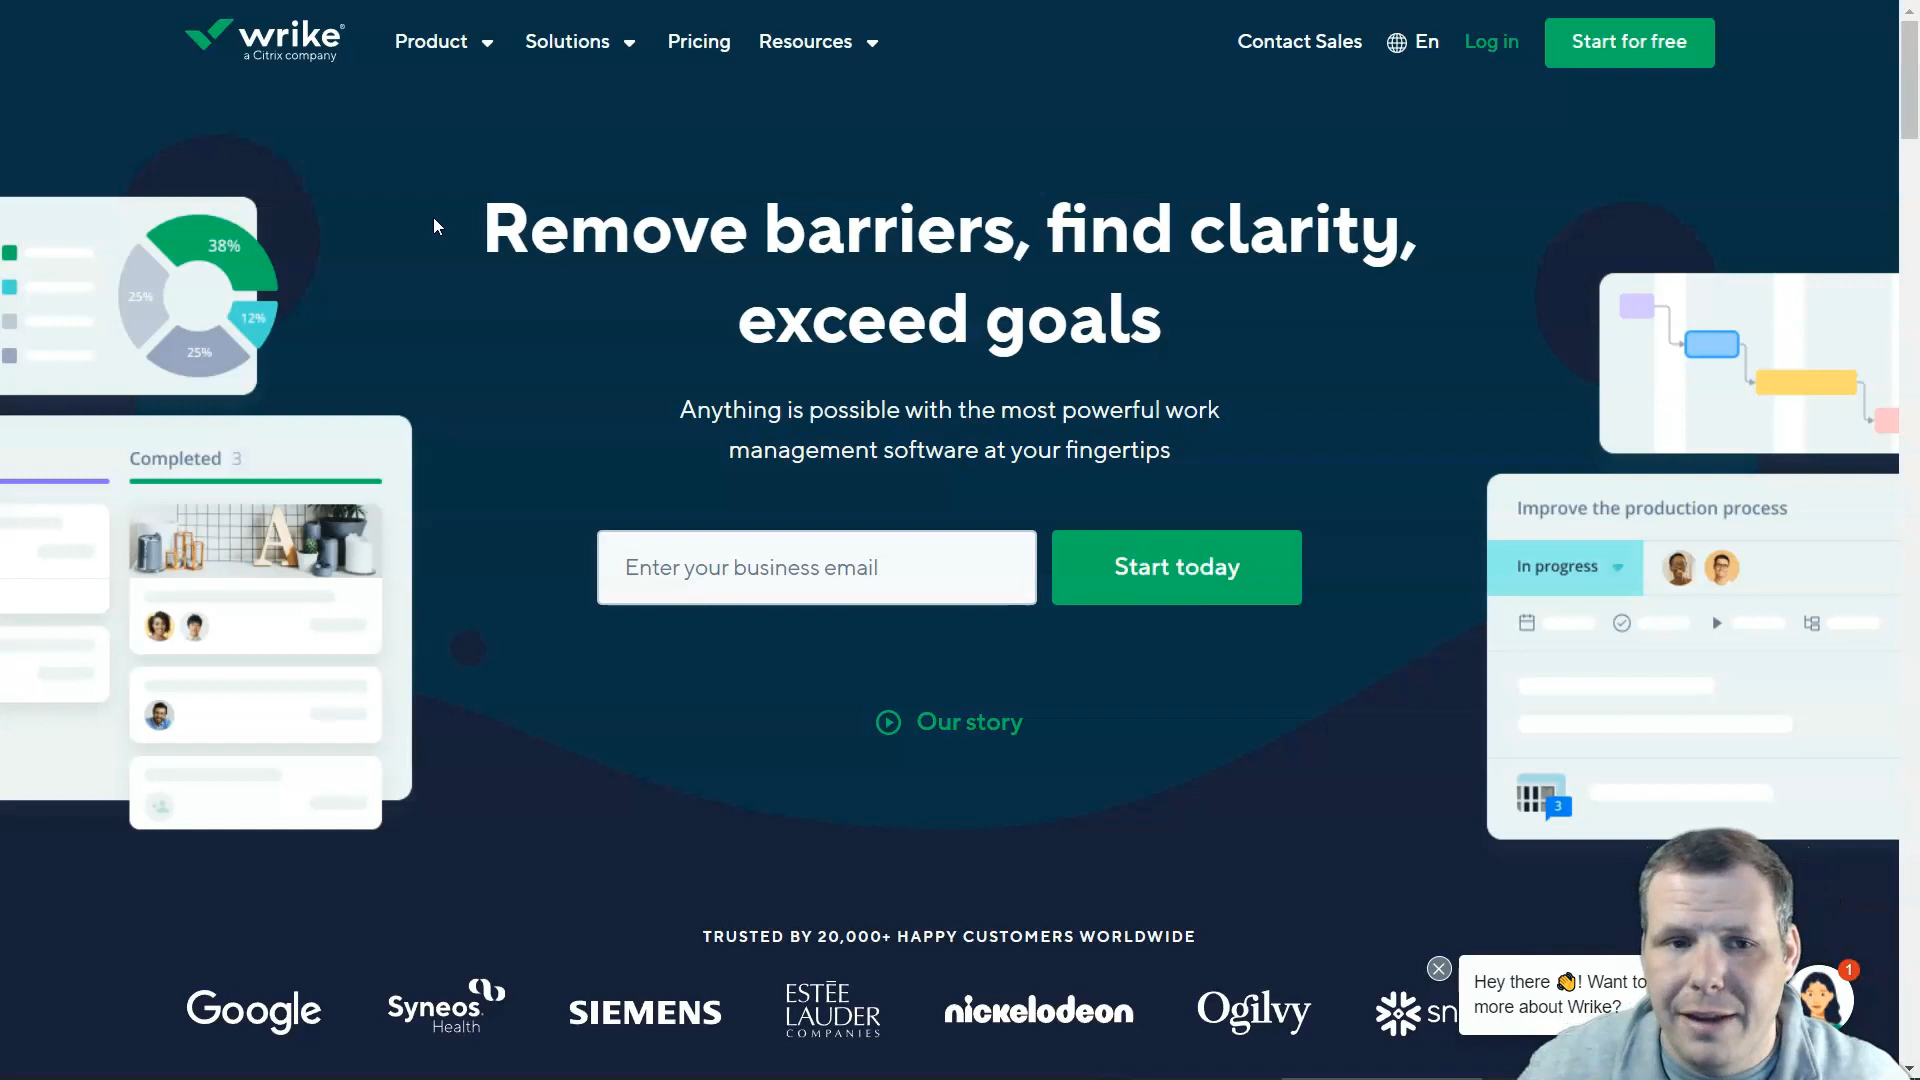 wrike
a Citrix company
Product
Solutions
Pricing
Resources
Contact Sales
En
Log in
Start for free
Remove barriers, find clarity,
exceed goals
Anything is possible with the most powerful work
management software at your fingertips
Enter your business email
Start today
Our story
38%
25%
12%
25%
Completed 3
A
Improve the production process
In progress
3
TRUSTED BY 20,000+ HAPPY CUSTOMERS WORLDWIDE
Google
Syneos
Health
SIEMENS
ESTĒE
LAUDER
COMPANIES
nickelodeon
Ogilvy
sn
Hey there 👋! Want to
more about Wrike?
1